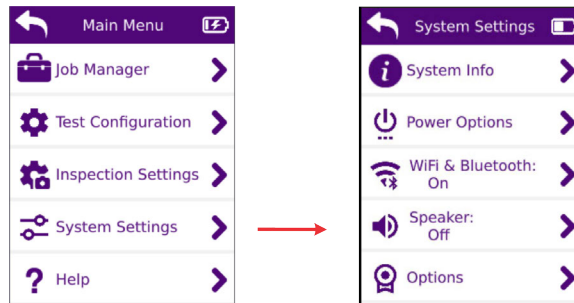 Main Menu
Job Manager
Test Configuration
Inspection Settings
System Settings
Help
System Settings
System Info
Power Options
WiFi & Bluetooth:
On
Speaker:
Off
Options